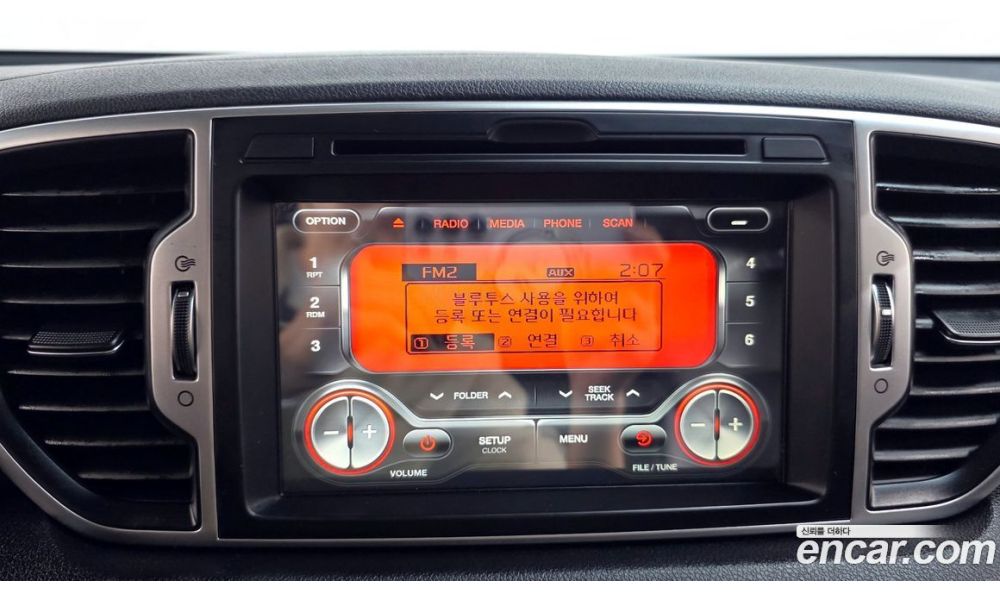 OPTION
RADIO MEDIA PHONE SCAN
1
RPT
2
RDM
3
4
5
6
FM2 AUX 2:07
블루투스 사용을 위하여
등록 또는 연결이 필요합니다
1 등록 2 연결 3 취소
FOLDER
SEEK
TRACK
SETUP
CLOCK
MENU
VOLUME
FILE / TUNE
신뢰를 더하다
encar.com